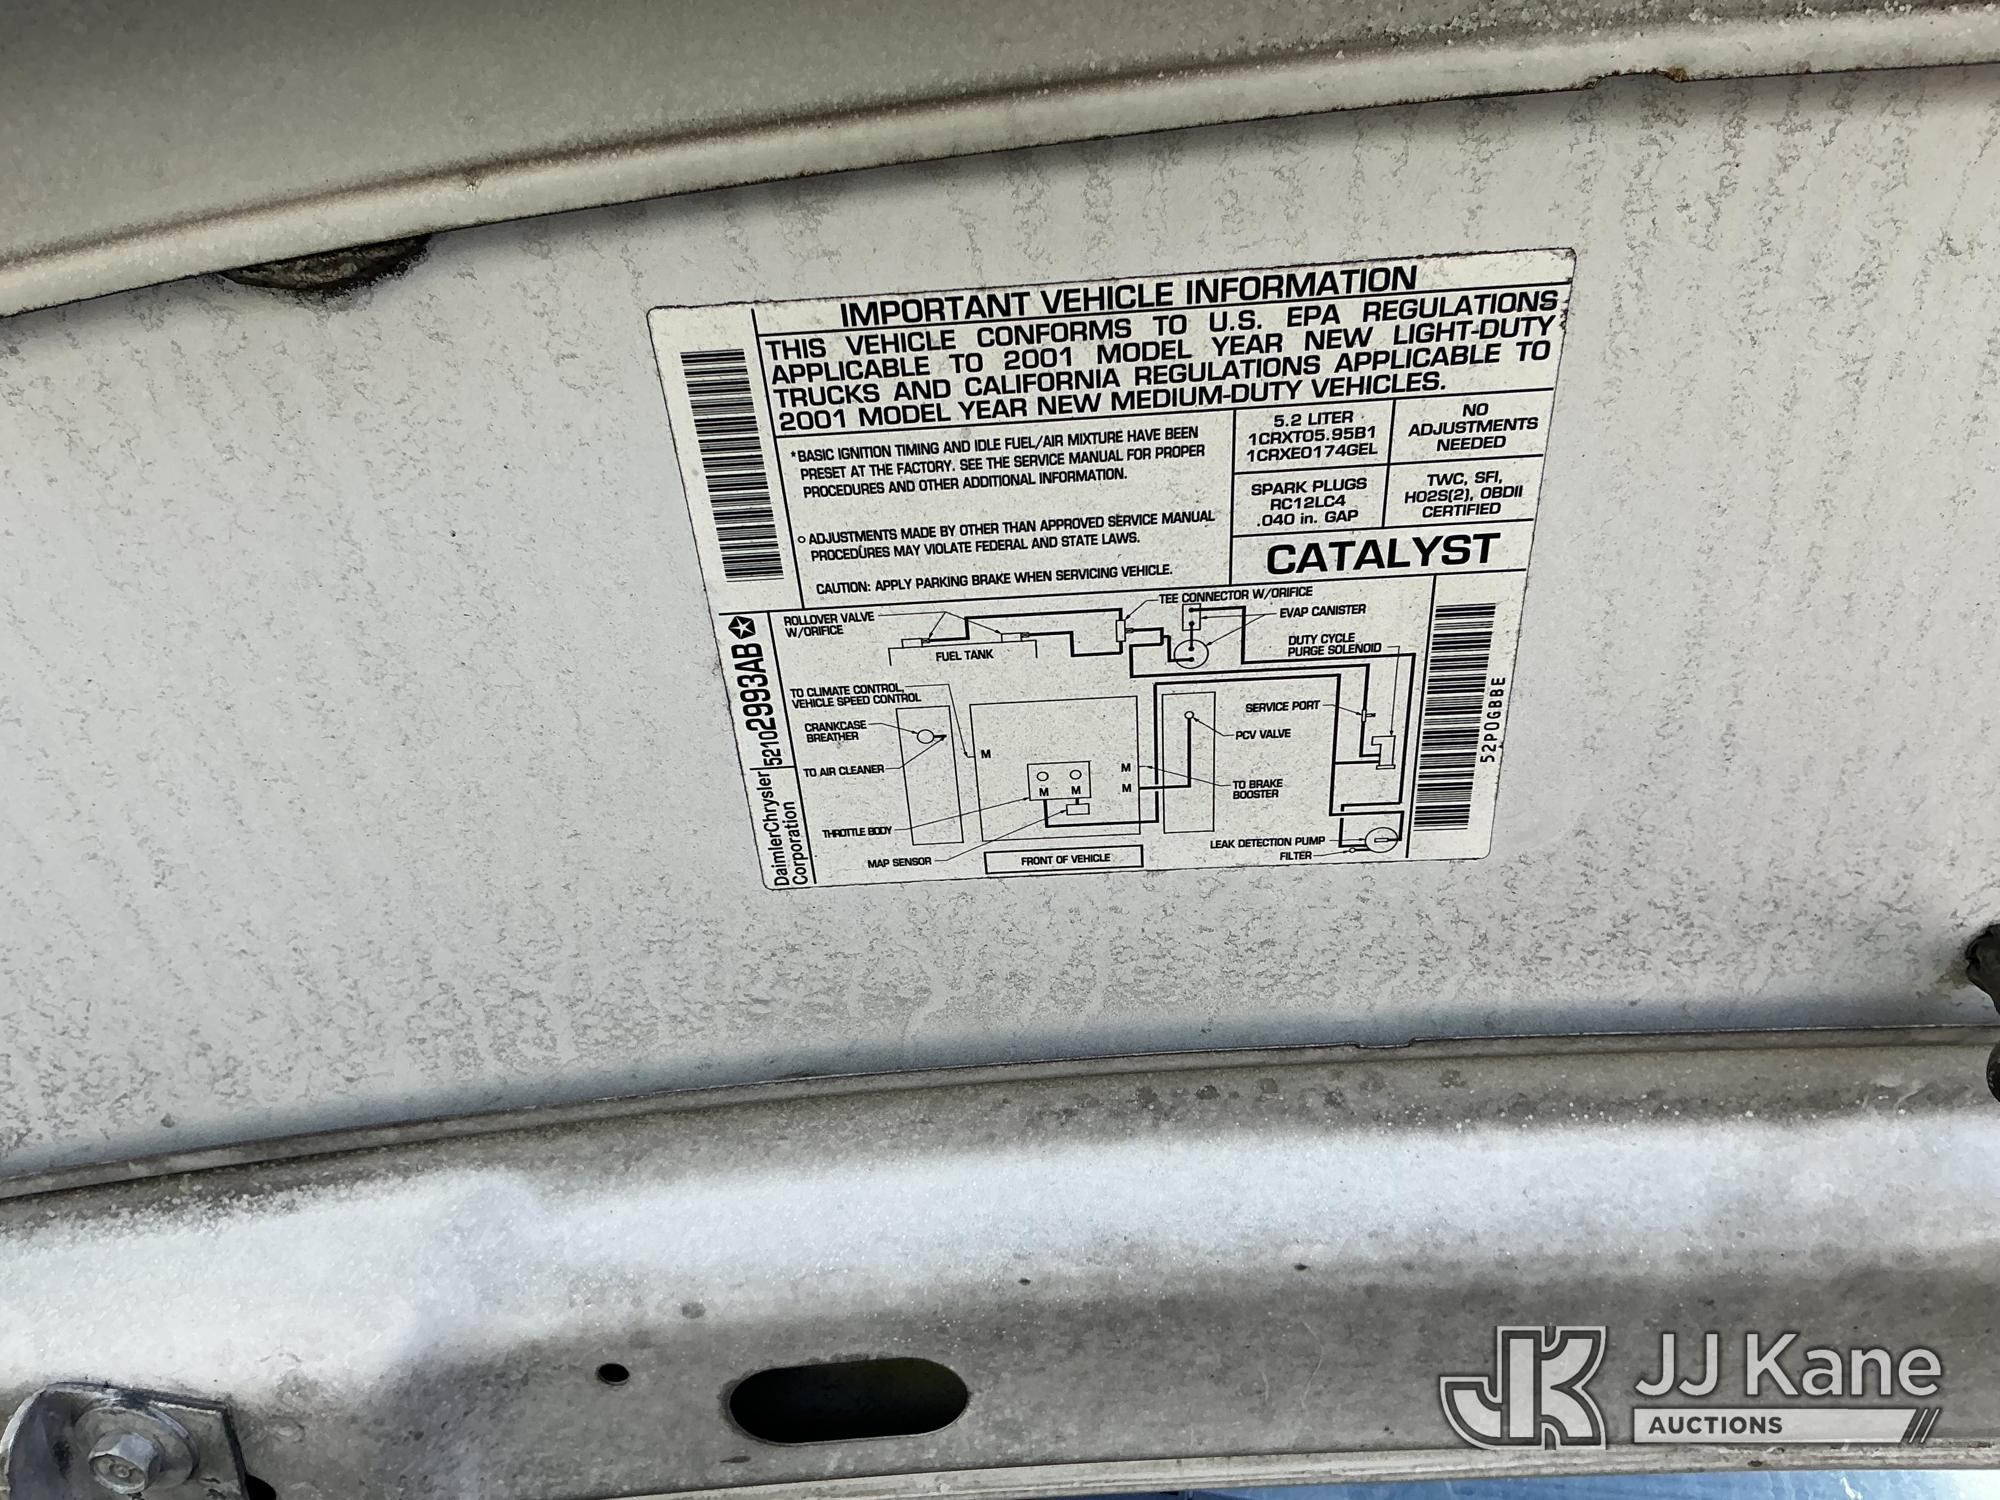 IMPORTANT VEHICLE INFORMATION
THIS VEHICLE CONFORMS TO U.S. EPA REGULATIONS
APPLICABLE TO 2001 MODEL YEAR NEW LIGHT-DUTY
TRUCKS AND CALIFORNIA REGULATIONS APPLICABLE TO
2001 MODEL YEAR NEW MEDIUM-DUTY VEHICLES.
*BASIC IGNITION TIMING AND IDLE FUEL/AIR MIXTURE HAVE BEEN
PRESET AT THE FACTORY. SEE THE SERVICE MANUAL FOR PROPER
PROCEDURES AND OTHER ADDITIONAL INFORMATION.
o ADJUSTMENTS MADE BY OTHER THAN APPROVED SERVICE MANUAL
PROCEDURES MAY VIOLATE FEDERAL AND STATE LAWS.
CAUTION: APPLY PARKING BRAKE WHEN SERVICING VEHICLE.
5.2 LITER
1CRXT05.95B1
1CRXE0174GEL
NO
ADJUSTMENTS
NEEDED
SPARK PLUGS
RC12LC4
.040 in. GAP
TWC, SFI,
HO2S(2), OBDII
CERTIFIED
CATALYST
DaimlerChrysler
Corporation
52102993AB
ROLLOVER VALVE
W/ORIFICE
FUEL TANK
TEE CONNECTOR W/ORIFICE
EVAP CANISTER
DUTY CYCLE
PURGE SOLENOID
TO CLIMATE CONTROL,
VEHICLE SPEED CONTROL
CRANKCASE
BREATHER
TO AIR CLEANER
THROTTLE BODY
MAP SENSOR
M
M
M
M
M
SERVICE PORT
PCV VALVE
TO BRAKE
BOOSTER
LEAK DETECTION PUMP
FILTER
FRONT OF VEHICLE
52P0GBBE
JK JJ Kane
AUCTIONS